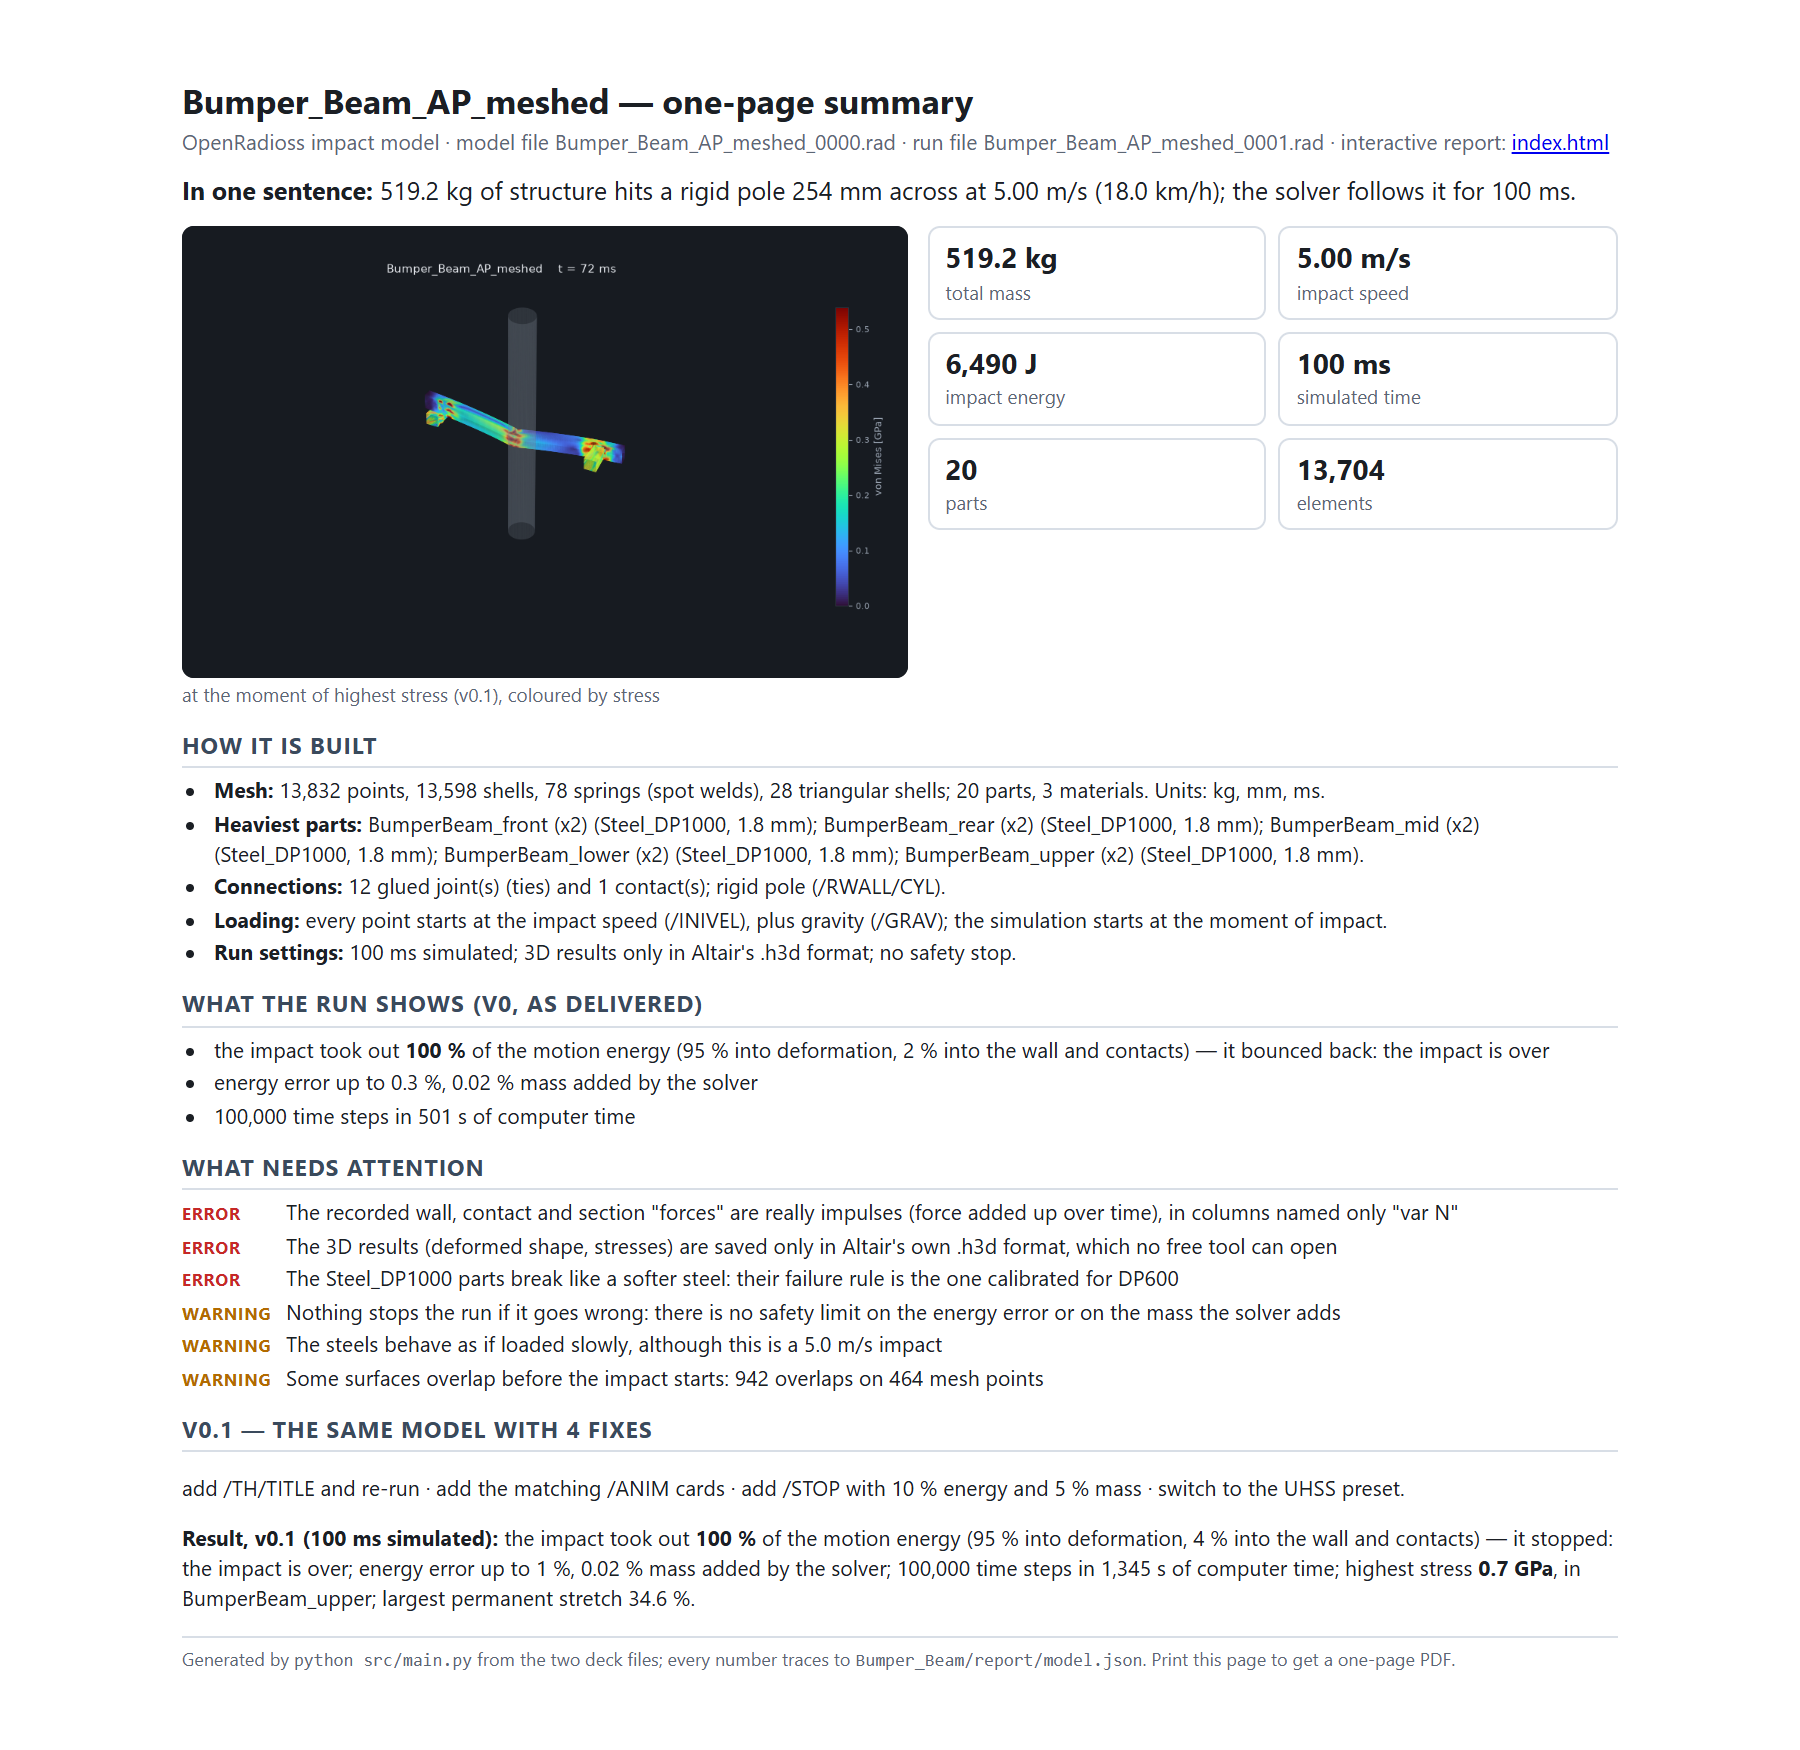 Bumper_Beam_AP_meshed — one-page summary
OpenRadioss impact model · model file Bumper_Beam_AP_meshed_0000.rad · run file Bumper_Beam_AP_meshed_0001.rad · interactive report: index.html
In one sentence: 519.2 kg of structure hits a rigid pole 254 mm across at 5.00 m/s (18.0 km/h); the solver follows it for 100 ms.
Bumper_Beam_AP_meshed t = 72 ms
0.5
0.4
0.3
0.2
0.1
0.0
von Mises [GPa]
at the moment of highest stress (v0.1), coloured by stress
519.2 kg
total mass
5.00 m/s
impact speed
6,490 J
impact energy
100 ms
simulated time
20
parts
13,704
elements
HOW IT IS BUILT
• Mesh: 13,832 points, 13,598 shells, 78 springs (spot welds), 28 triangular shells; 20 parts, 3 materials. Units: kg, mm, ms.
• Heaviest parts: BumperBeam_front (x2) (Steel_DP1000, 1.8 mm); BumperBeam_rear (x2) (Steel_DP1000, 1.8 mm); BumperBeam_mid (x2)
(Steel_DP1000, 1.8 mm); BumperBeam_lower (x2) (Steel_DP1000, 1.8 mm); BumperBeam_upper (x2) (Steel_DP1000, 1.8 mm).
• Connections: 12 glued joint(s) (ties) and 1 contact(s); rigid pole (/RWALL/CYL).
• Loading: every point starts at the impact speed (/INIVEL), plus gravity (/GRAV); the simulation starts at the moment of impact.
• Run settings: 100 ms simulated; 3D results only in Altair's .h3d format; no safety stop.
WHAT THE RUN SHOWS (V0, AS DELIVERED)
• the impact took out 100 % of the motion energy (95 % into deformation, 2 % into the wall and contacts) — it bounced back: the impact is over
• energy error up to 0.3 %, 0.02 % mass added by the solver
• 100,000 time steps in 501 s of computer time
WHAT NEEDS ATTENTION
ERROR The recorded wall, contact and section "forces" are really impulses (force added up over time), in columns named only "var N"
ERROR The 3D results (deformed shape, stresses) are saved only in Altair's own .h3d format, which no free tool can open
ERROR The Steel_DP1000 parts break like a softer steel: their failure rule is the one calibrated for DP600
WARNING Nothing stops the run if it goes wrong: there is no safety limit on the energy error or on the mass the solver adds
WARNING The steels behave as if loaded slowly, although this is a 5.0 m/s impact
WARNING Some surfaces overlap before the impact starts: 942 overlaps on 464 mesh points
V0.1 — THE SAME MODEL WITH 4 FIXES
add /TH/TITLE and re-run · add the matching /ANIM cards · add /STOP with 10 % energy and 5 % mass · switch to the UHSS preset.
Result, v0.1 (100 ms simulated): the impact took out 100 % of the motion energy (95 % into deformation, 4 % into the wall and contacts) — it stopped:
the impact is over; energy error up to 1 %, 0.02 % mass added by the solver; 100,000 time steps in 1,345 s of computer time; highest stress 0.7 GPa, in
BumperBeam_upper; largest permanent stretch 34.6 %.
Generated by python src/main.py from the two deck files; every number traces to Bumper_Beam/report/model.json. Print this page to get a one-page PDF.